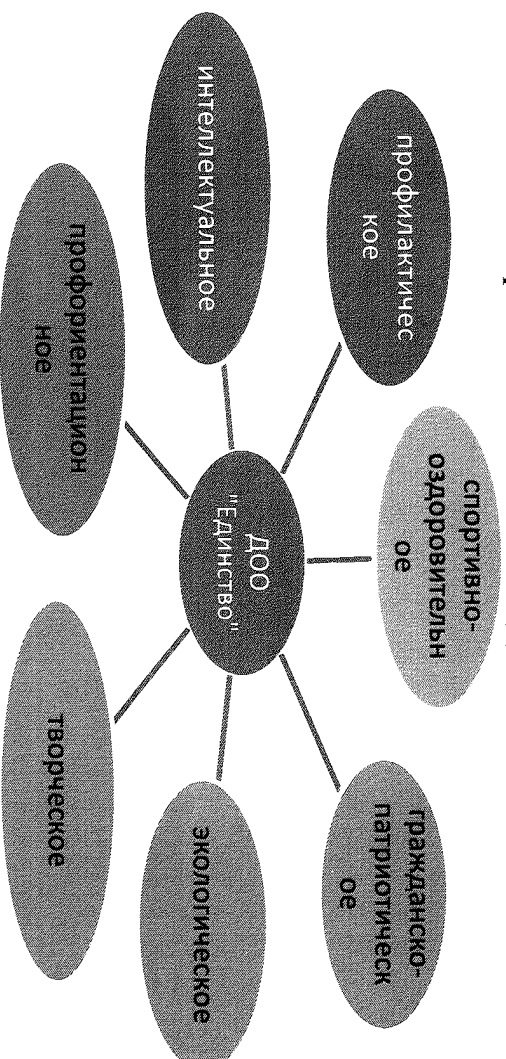 спортивно-
оздоровительн
ое
гражданско-
патриотическ
ое
экологическое
творческое
профориентацион
ное
интеллектуальное
профилактичес
кое
ДОО
"Единство"